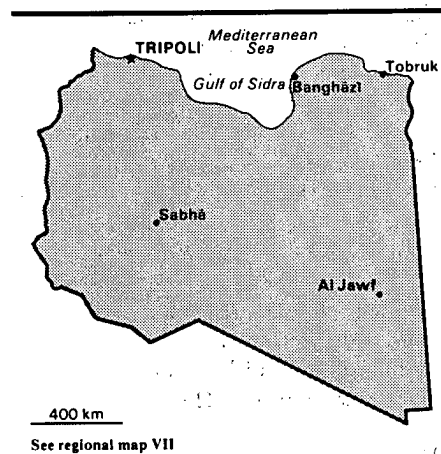 Mediterranean
Sea
TRIPOLI
Tobruk
Gulf of Sidra
Banghāzī
Sabhā
Al Jawf
400 km
See regional map VII